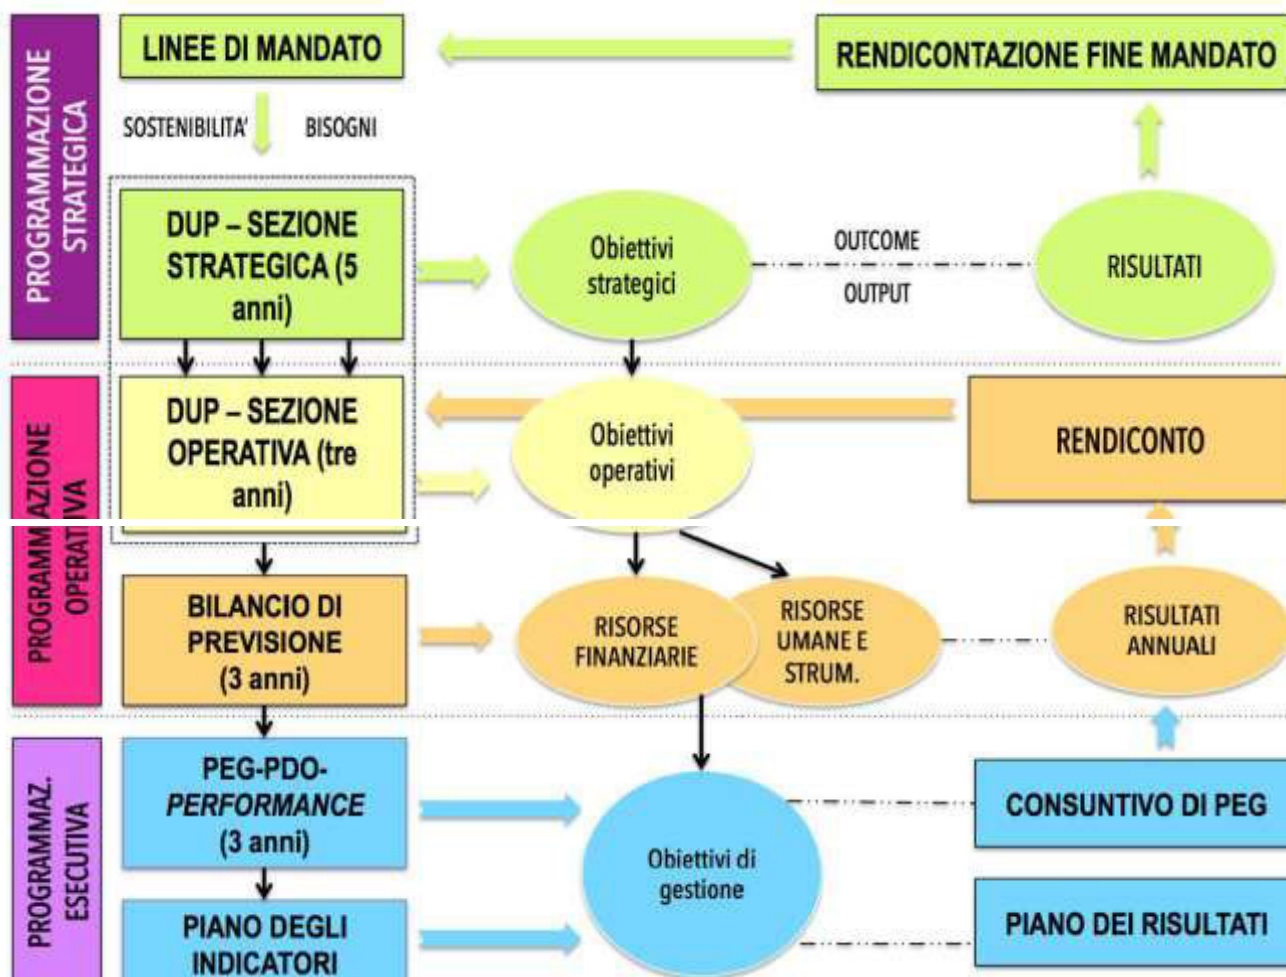 PROGRAMMAZIONE
STRATEGICA
LINEE DI MANDATO
RENDICONTAZIONE FINE MANDATO
SOSTENIBILITA’
BISOGNI
DUP – SEZIONE
STRATEGICA (5
anni)
Obiettivi
strategici
OUTCOME
OUTPUT
RISULTATI
PROGRAMMAZIONE
OPERATIVA
DUP – SEZIONE
OPERATIVA (tre
anni)
Obiettivi
operativi
RENDICONTO
BILANCIO DI
PREVISIONE
(3 anni)
RISORSE
FINANZIARIE
RISORSE
UMANE E
STRUM.
RISULTATI
ANNUALI
PROGRAMMAZ.
ESECUTIVA
PEG-PDO-
PERFORMANCE
(3 anni)
Obiettivi di
gestione
CONSUNTIVO DI PEG
PIANO DEGLI
INDICATORI
PIANO DEI RISULTATI